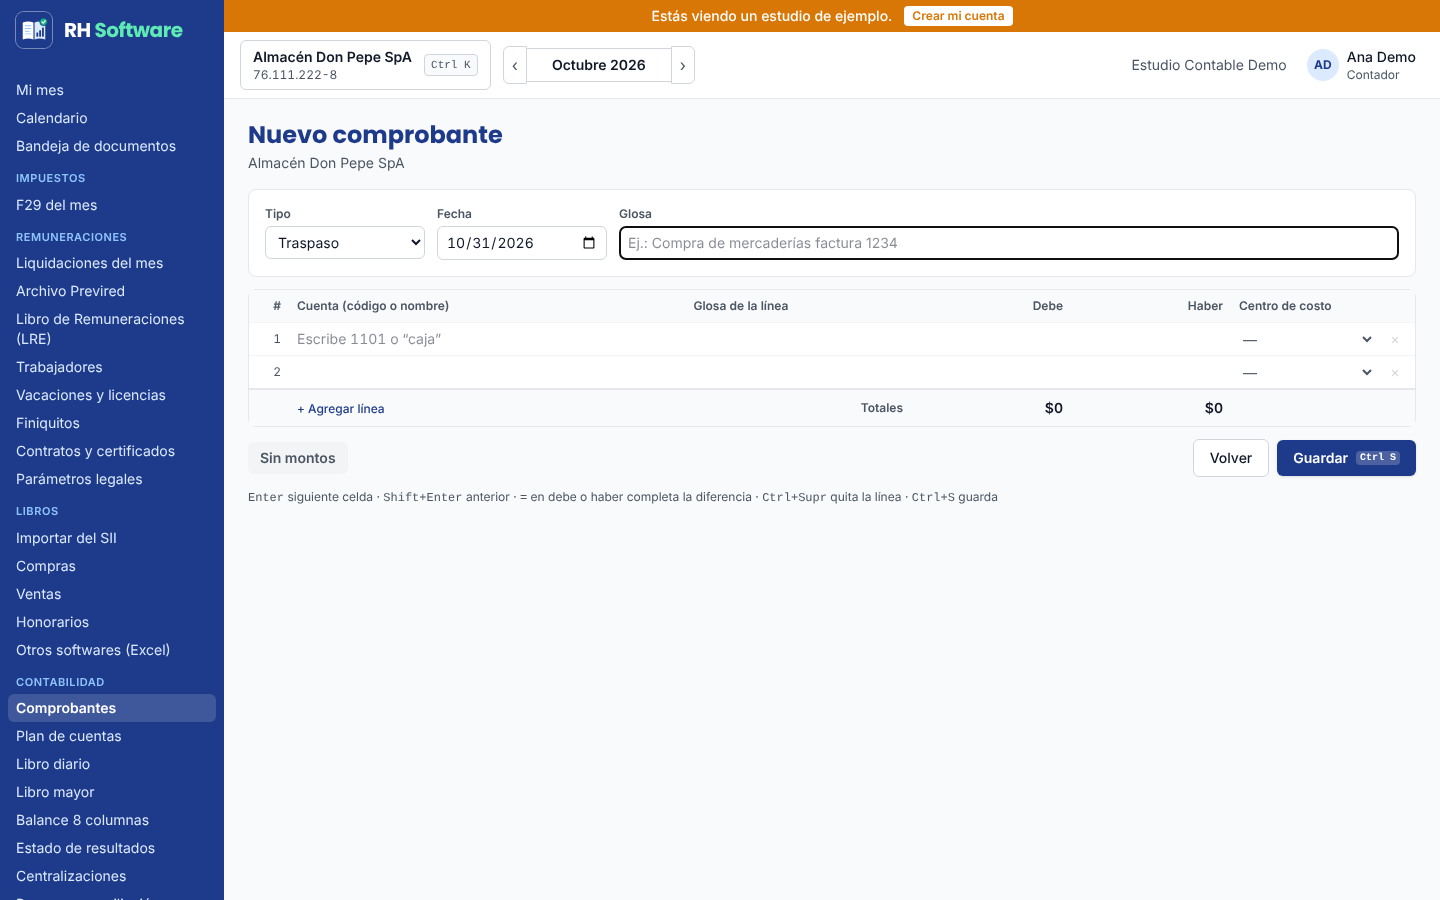 Estás viendo un estudio de ejemplo. Crear mi cuenta
RH Software
Almacén Don Pepe SpA
76.111.222-8
Ctrl K
‹ Octubre 2026 ›
Estudio Contable Demo
AD
Ana Demo
Contador
Mi mes
Calendario
Bandeja de documentos
IMPUESTOS
F29 del mes
REMUNERACIONES
Liquidaciones del mes
Archivo Previred
Libro de Remuneraciones
(LRE)
Trabajadores
Vacaciones y licencias
Finiquitos
Contratos y certificados
Parámetros legales
LIBROS
Importar del SII
Compras
Ventas
Honorarios
Otros softwares (Excel)
CONTABILIDAD
Comprobantes
Plan de cuentas
Libro diario
Libro mayor
Balance 8 columnas
Estado de resultados
Centralizaciones
Nuevo comprobante
Almacén Don Pepe SpA
Tipo Fecha Glosa
Traspaso 10/31/2026 Ej.: Compra de mercaderías factura 1234
# Cuenta (código o nombre) Glosa de la línea Debe Haber Centro de costo
1 Escribe 1101 o “caja” — ×
2 — ×
+ Agregar línea Totales $0 $0
Sin montos Volver Guardar Ctrl S
Enter siguiente celda · Shift+Enter anterior · = en debe o haber completa la diferencia · Ctrl+Supr quita la línea · Ctrl+S guarda